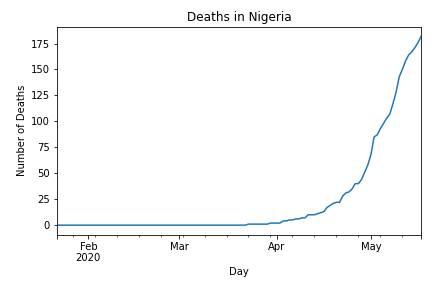 Deaths in Nigeria
Number of Deaths
175
150
125
100
75
50
25
0
Feb
2020
Mar
Apr
May
Day